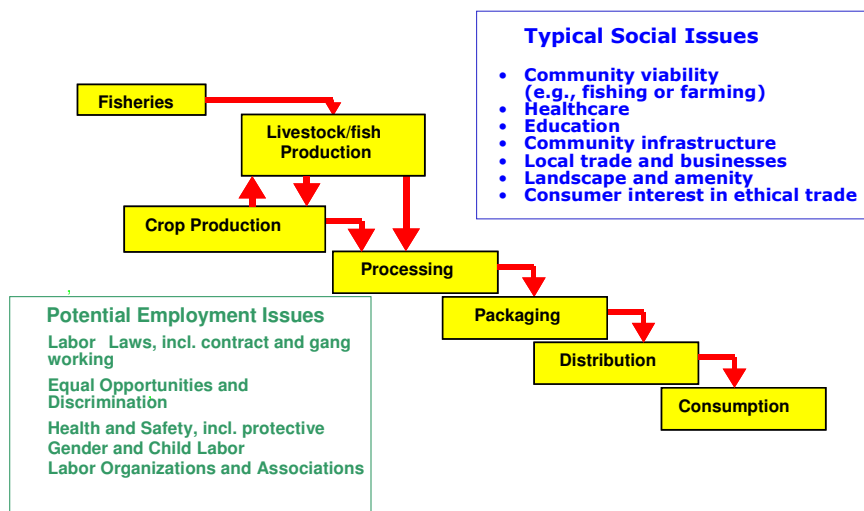 Typical Social Issues
• Community viability
(e.g., fishing or farming)
• Healthcare
• Education
• Community infrastructure
• Local trade and businesses
• Landscape and amenity
• Consumer interest in ethical trade
Fisheries
Livestock/fish
Production
Crop Production
Processing
Packaging
Distribution
Consumption
Potential Employment Issues
Labor Laws, incl. contract and gang
working
Equal Opportunities and
Discrimination
Health and Safety, incl. protective
Gender and Child Labor
Labor Organizations and Associations